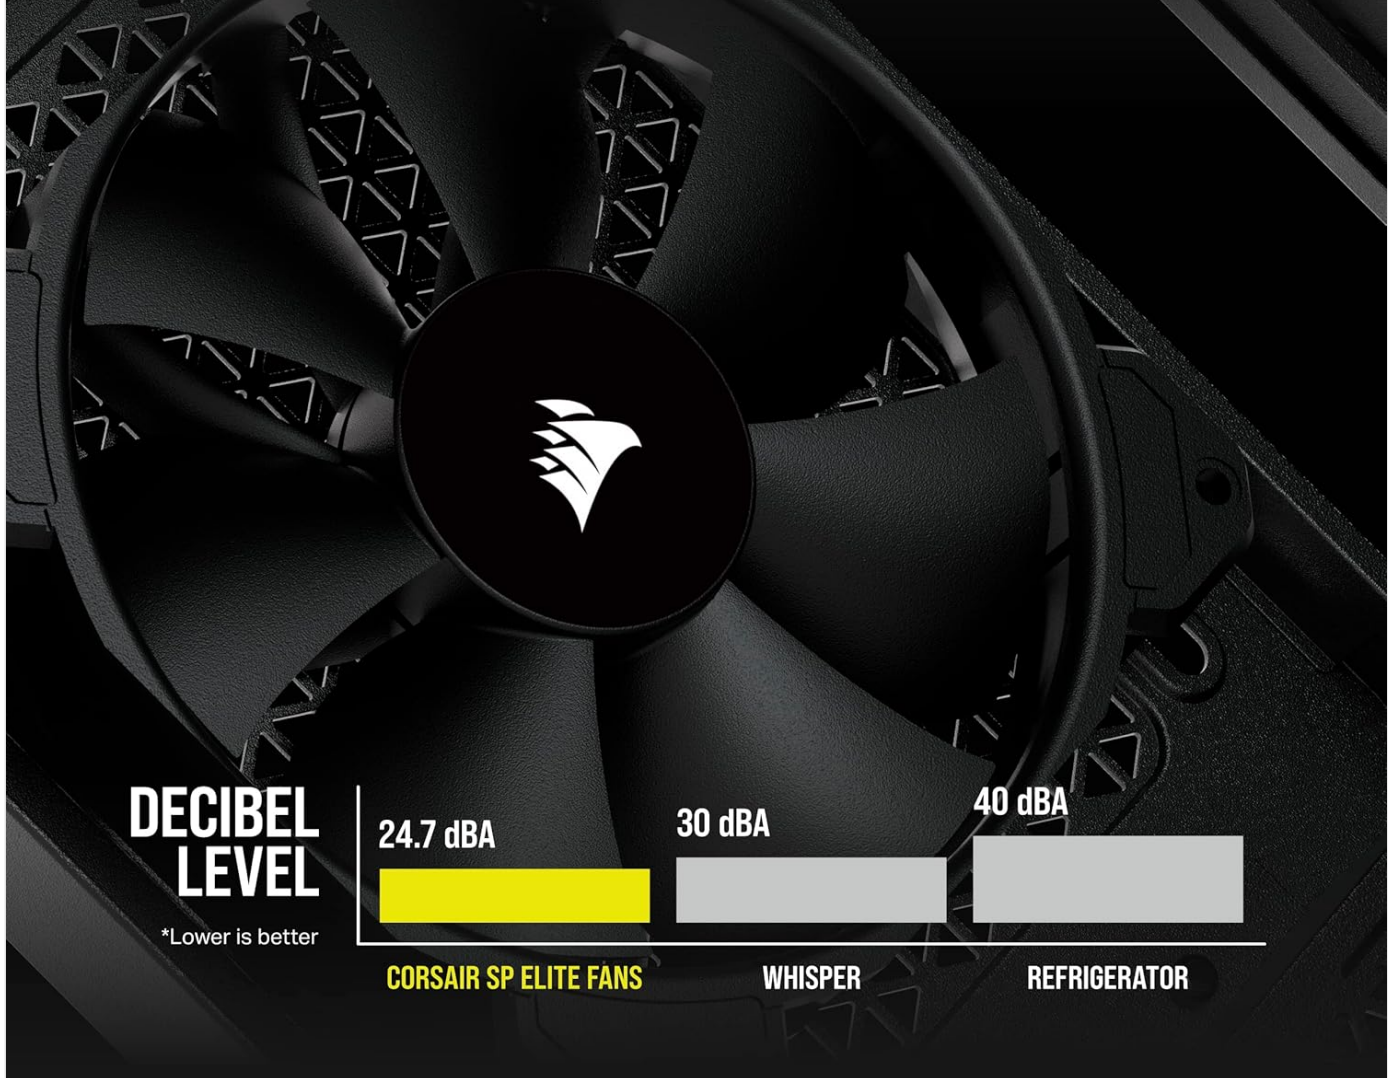 DECIBEL
LEVEL
*Lower is better
24.7 dBA
30 dBA
40 dBA
CORSAIR SP ELITE FANS
WHISPER
REFRIGERATOR